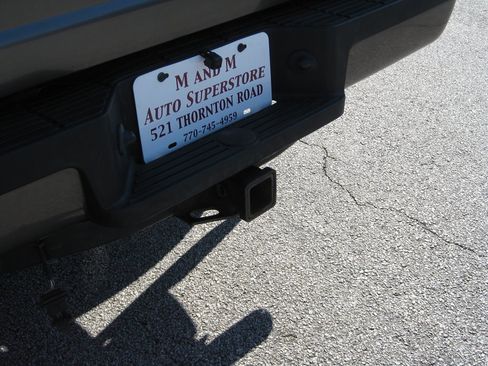 M AND M
AUTO SUPERSTORE
521 THORNTON ROAD
770-745-4959